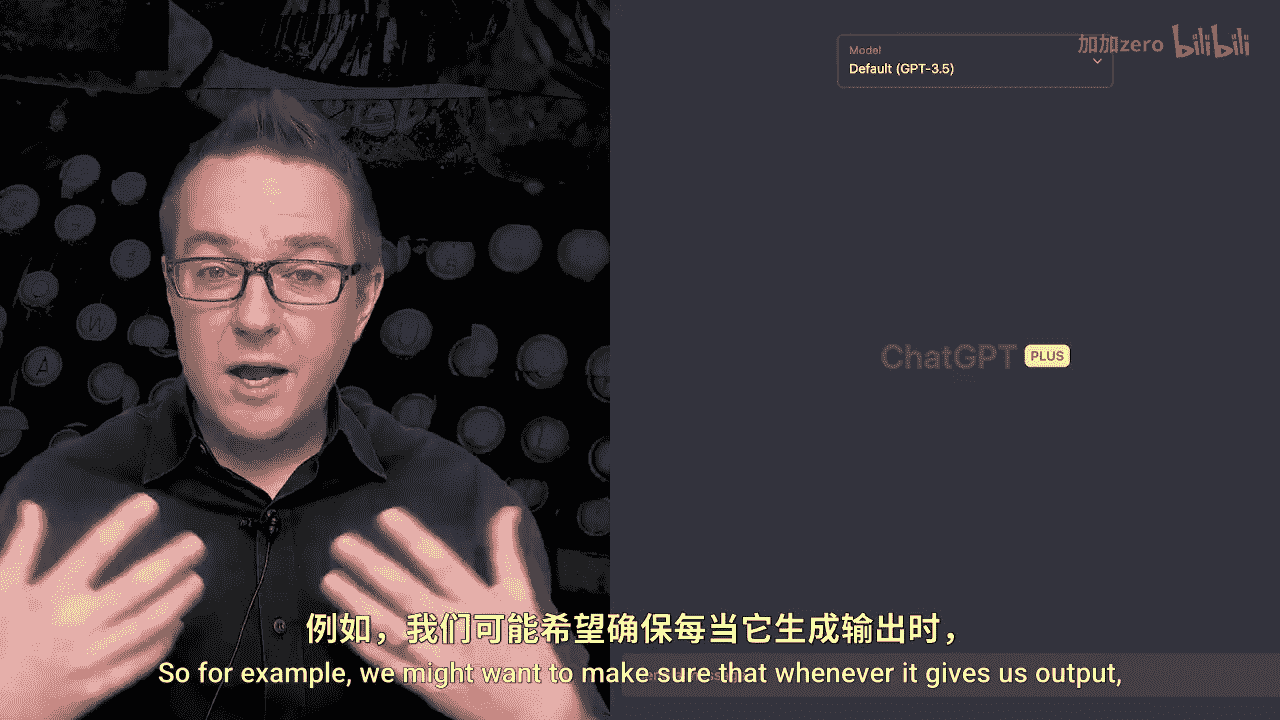 加加zero bilibili
Model
Default (GPT-3.5)
ChatGPT PLUS
例如，我们可能希望确保每当它生成输出时，
So for example, we might want to make sure that whenever it gives us output,